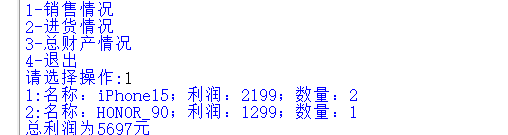 1-销售情况
2-进货情况
3-总财产情况
4-退出
请选择操作:1
1:名称：iPhone15；利润：2199；数量：2
2:名称：HONOR_90；利润：1299；数量：1
总利润为5697元